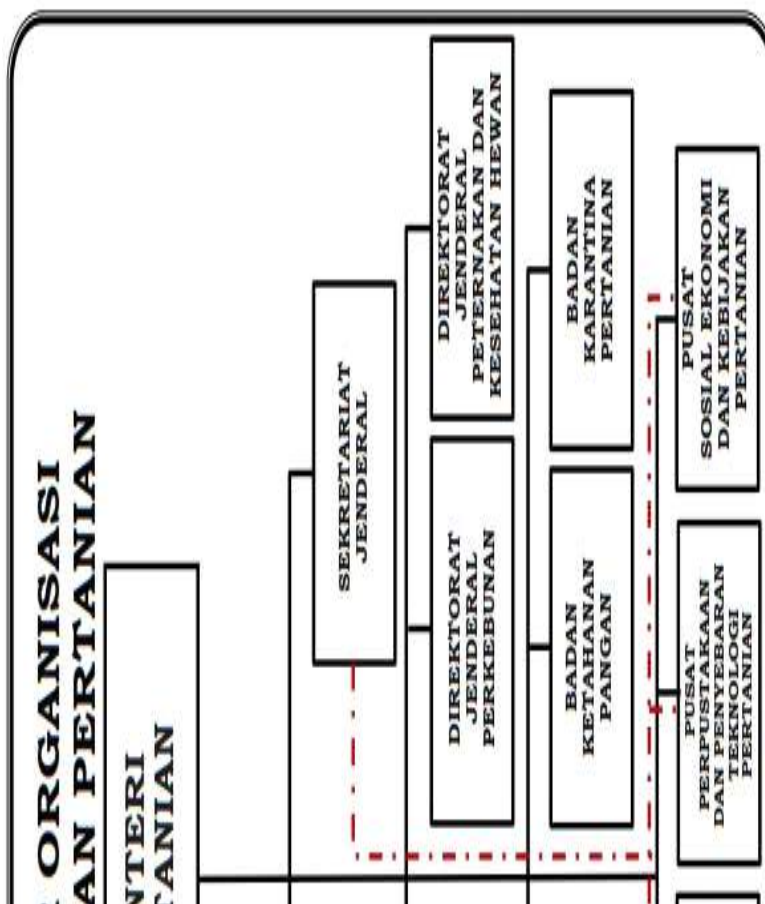 ORGANISASI
AN PERTANIAN
NTERI
TANIAN
SEKRETARIAT
JENDERAL
DIREKTORAT
JENDERAL
PERKEBUNAN
DIREKTORAT
JENDERAL
PETERNAKAN DAN
KESEHATAN HEWAN
BADAN
KETAHANAN
PANGAN
BADAN
KARANTINA
PERTANIAN
PUSAT
PERPUSTAKAAN
DAN PENYEBARAN
TEKNOLOGI
PERTANIAN
PUSAT
SOSIAL EKONOMI
DAN KEBIJAKAN
PERTANIAN